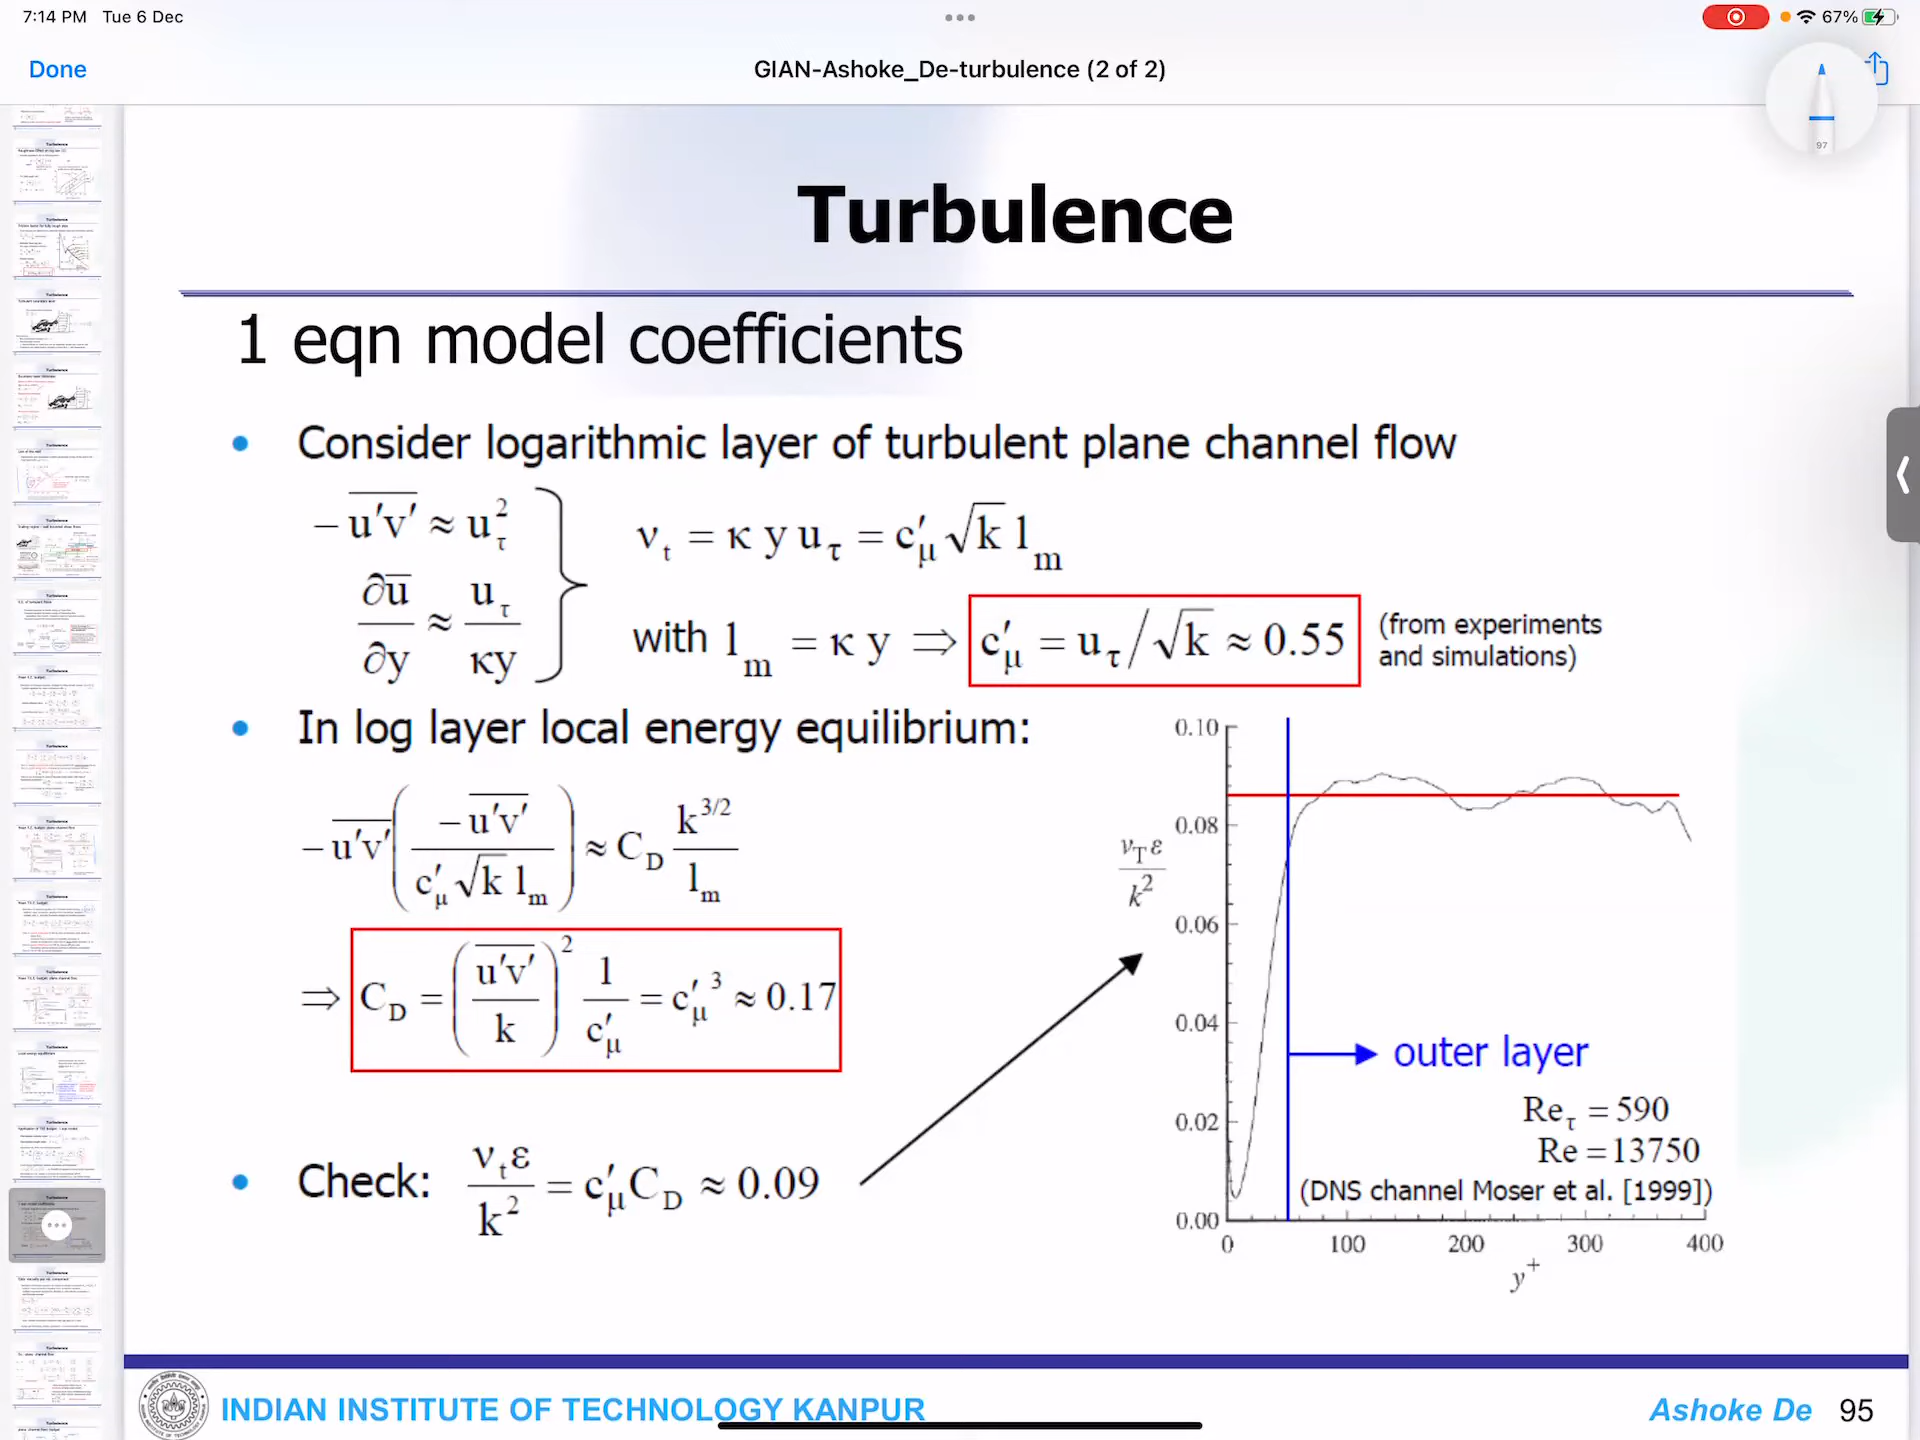 7:14 PM Tue 6 Dec
67%
Done
GIAN-Ashoke_De-turbulence (2 of 2)
97
Turbulence
1 eqn model coefficients
• Consider logarithmic layer of turbulent plane channel flow
− u′v′ ≈ u_τ²
∂u̅/∂y ≈ u_τ/κy
ν_t = κ y u_τ = c′_μ √k l_m
with l_m = κ y ⇒ c′_μ = u_τ/√k ≈ 0.55
(from experiments
and simulations)
• In log layer local energy equilibrium:
− u′v′ ( − u′v′ / c′_μ √k l_m ) ≈ C_D k^3/2 / l_m
⇒ C_D = ( u′v′ / k )² 1/c′_μ = c′_μ³ ≈ 0.17
• Check: ν_t ε / k² = c′_μ C_D ≈ 0.09
0.10
0.08
0.06
0.04
0.02
0.00
ν_T ε / k²
outer layer
Re_τ = 590
Re = 13750
(DNS channel Moser et al. [1999])
0 100 200 300 400
y⁺
INDIAN INSTITUTE OF TECHNOLOGY KANPUR
Ashoke De 95